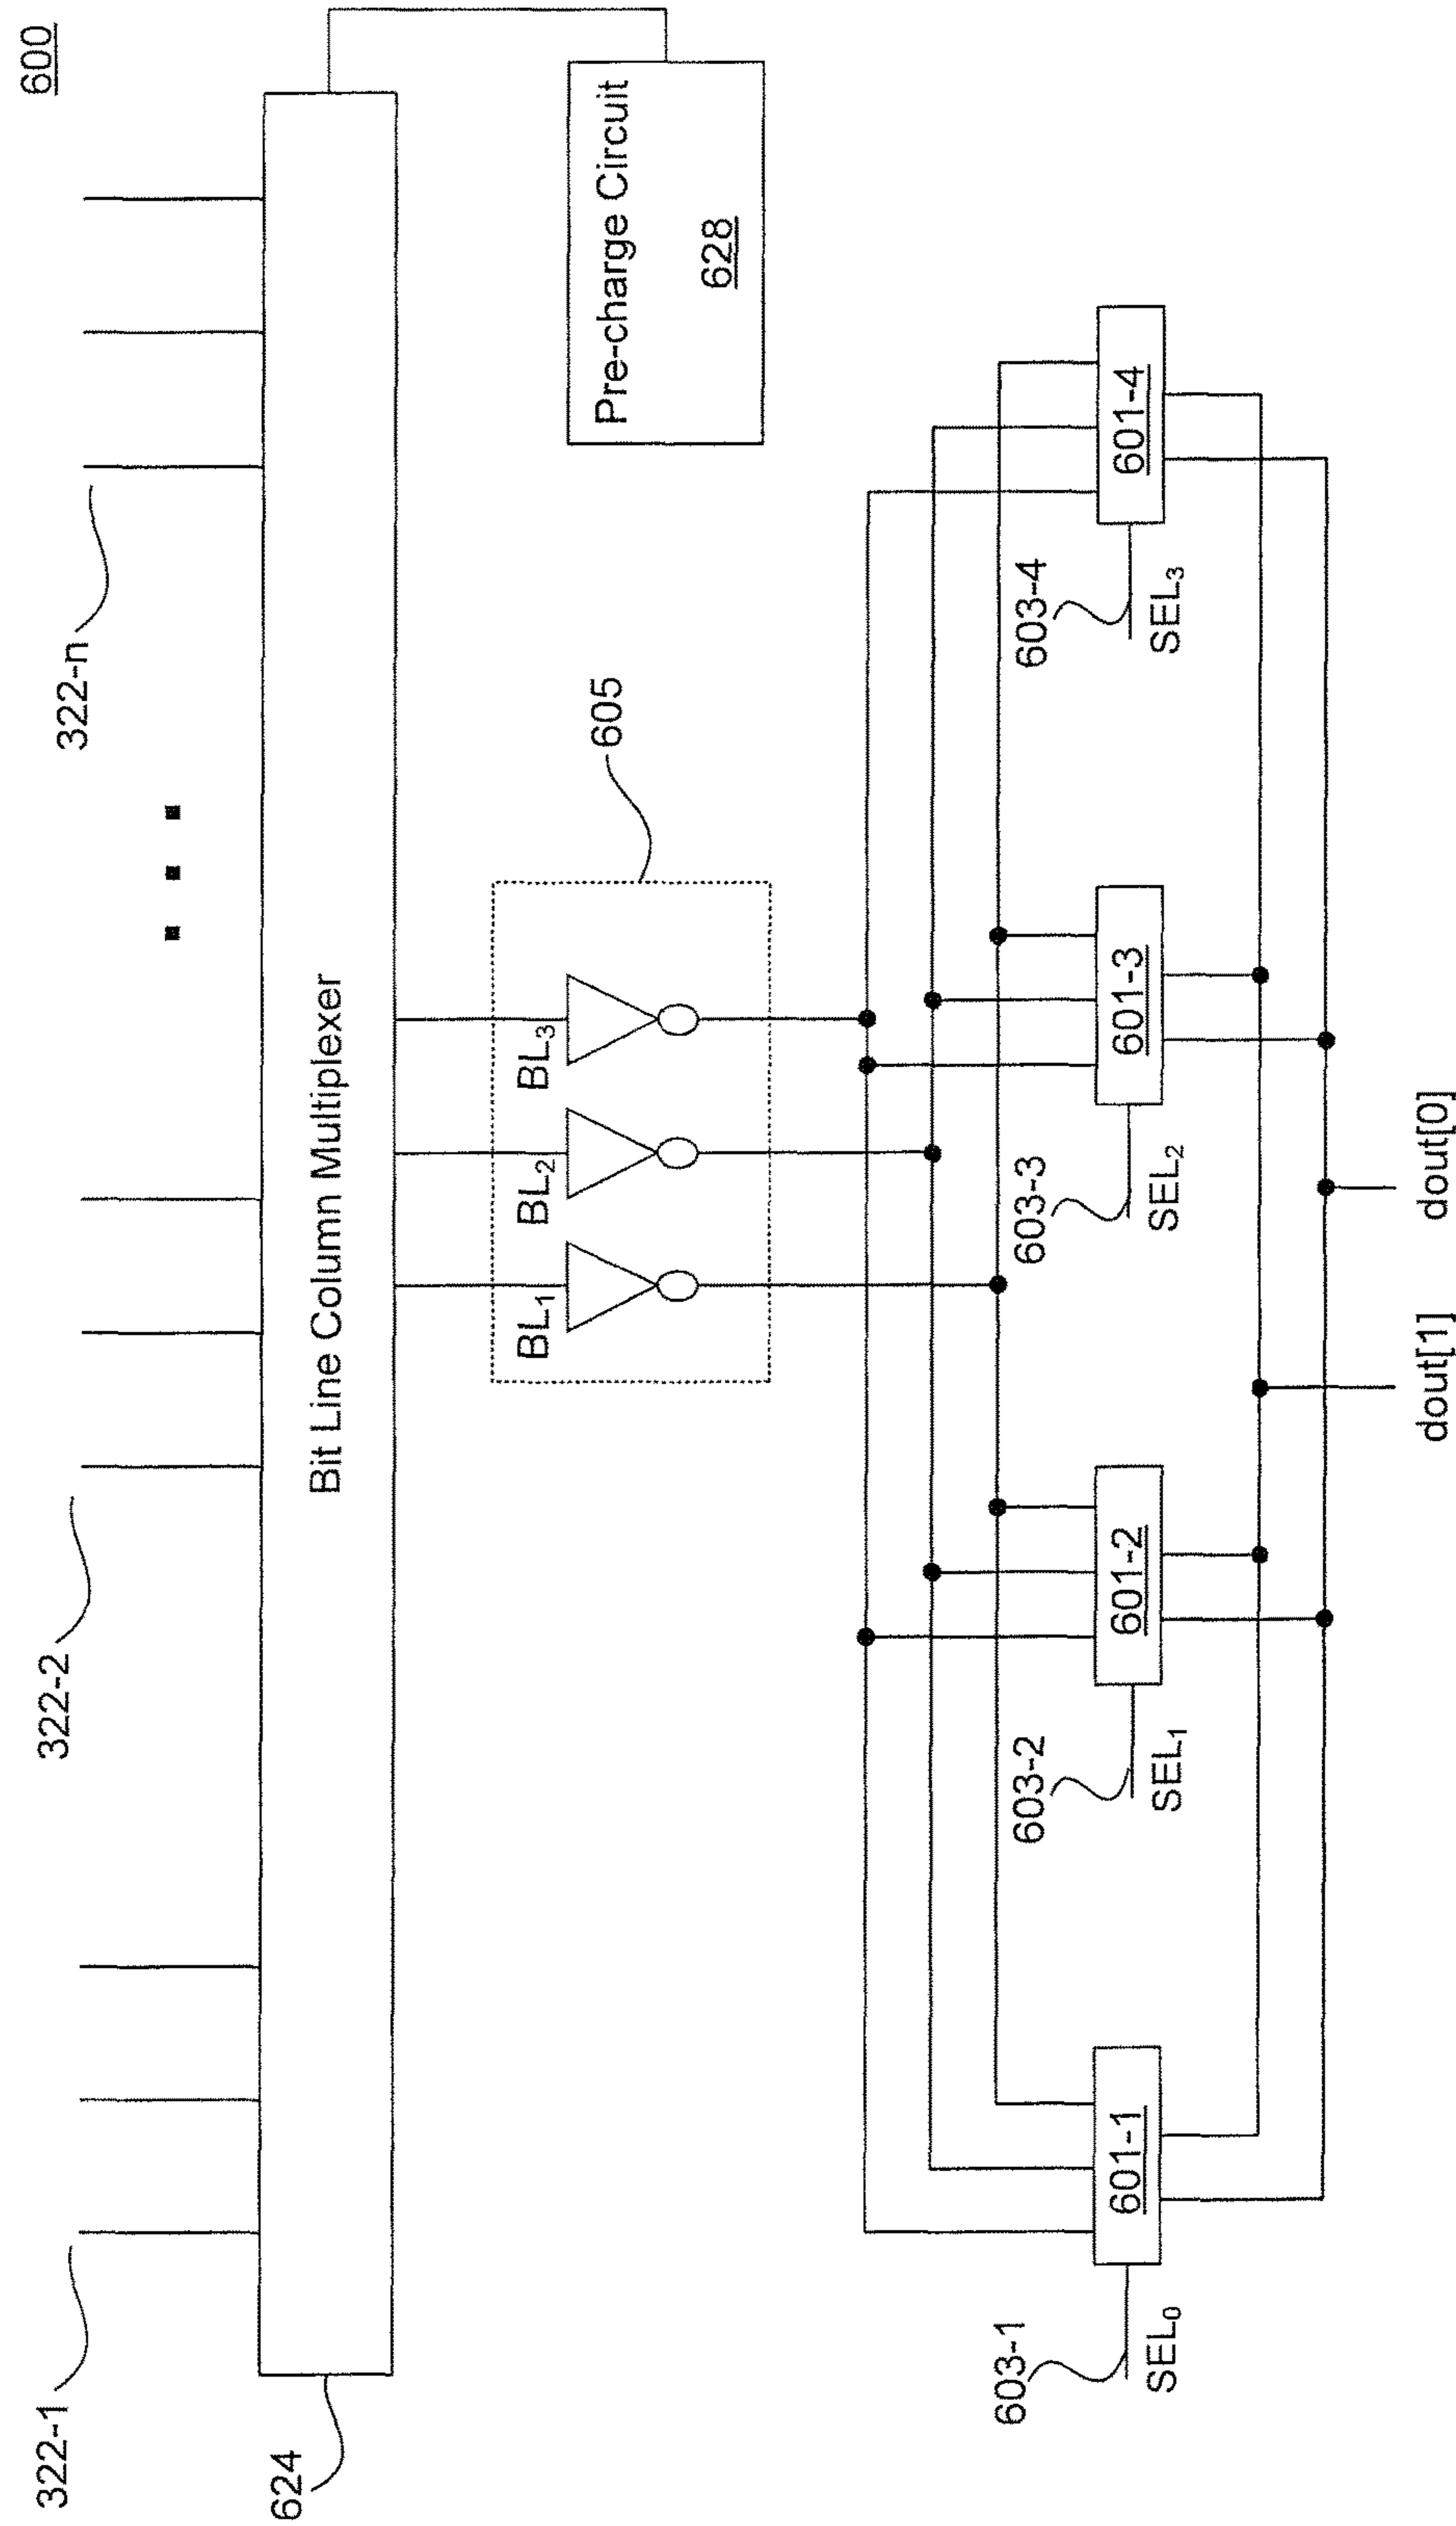 600
322-1
322-2
322-n
624
Bit Line Column Multiplexer
Pre-charge Circuit
628
BL1
BL2
BL3
605
603-1
SEL0
601-1
603-2
SEL1
601-2
603-3
SEL2
601-3
603-4
SEL3
601-4
dout[1]
dout[0]